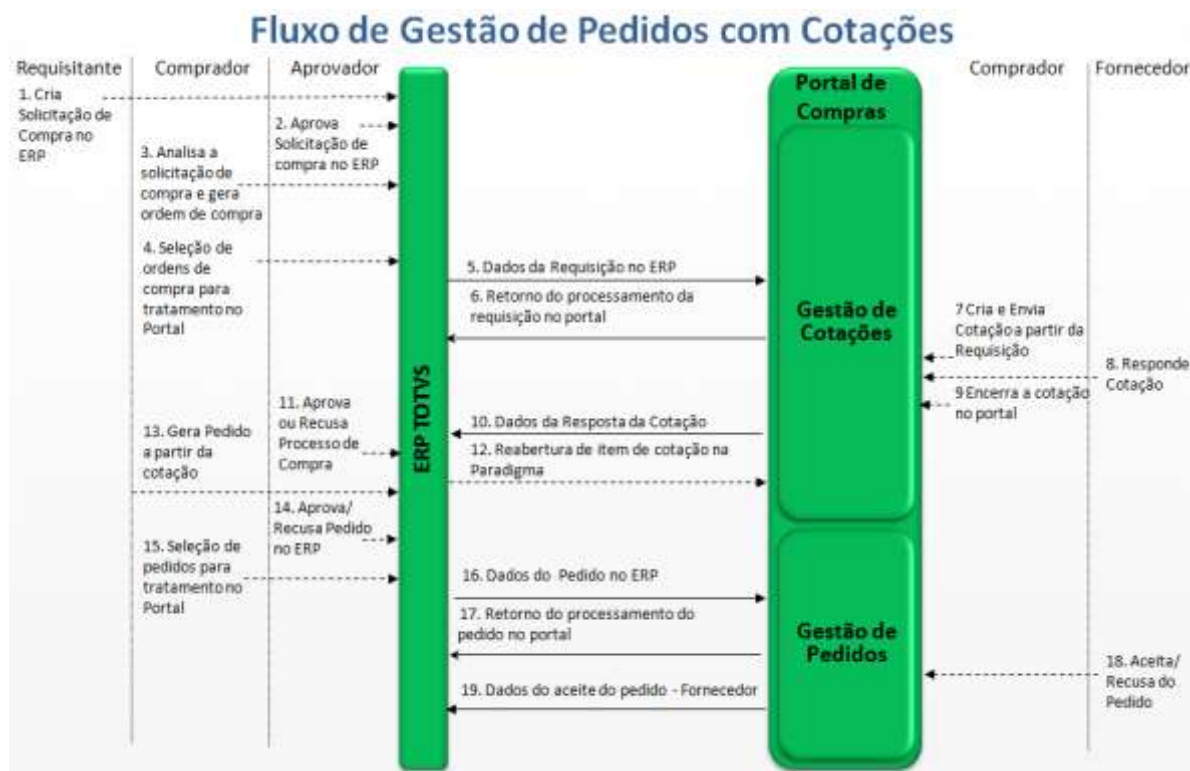 Fluxo de Gestão de Pedidos com Cotações
Requisitante
Comprador
Aprovador
Portal de
Compras
Comprador
Fornecedor
1. Cria
Solicitação de
Compra no
ERP
2. Aprova
Solicitação de
compra no ERP
3. Analisa a
solicitação de
compra e gera
ordem de compra
4. Seleção de
ordens de
compra para
tratamento no
Portal
5. Dados da Requisição no ERP
6. Retorno do processamento da
requisição no portal
Gestão de
Cotações
7 Cria e Envia
Cotação a partir da
Requisição
8. Responde
Cotação
9 Encerra a cotação
no portal
ERP TOTVS
10. Dados da Resposta da Cotação
11. Aprova
ou Recusa
Processo de
Compra
12. Reabertura de item de cotação na
Paradigma
13. Gera Pedido
a partir da
cotação
14. Aprova/
Recusa Pedido
no ERP
15. Seleção de
pedidos para
tratamento no
Portal
16. Dados do Pedido no ERP
17. Retorno do processamento do
pedido no portal
Gestão de
Pedidos
18. Aceita/
Recusa do
Pedido
19. Dados do aceite do pedido - Fornecedor